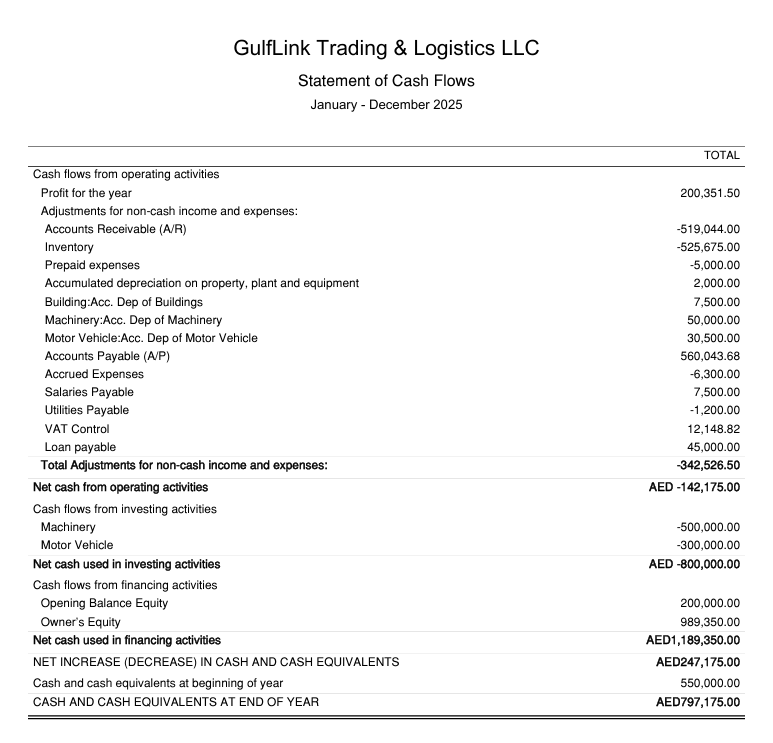 GulfLink Trading & Logistics LLC
Statement of Cash Flows
January - December 2025
TOTAL
Cash flows from operating activities
Profit for the year 200,351.50
Adjustments for non-cash income and expenses:
Accounts Receivable (A/R) -519,044.00
Inventory -525,675.00
Prepaid expenses -5,000.00
Accumulated depreciation on property, plant and equipment 2,000.00
Building:Acc. Dep of Buildings 7,500.00
Machinery:Acc. Dep of Machinery 50,000.00
Motor Vehicle:Acc. Dep of Motor Vehicle 30,500.00
Accounts Payable (A/P) 560,043.68
Accrued Expenses -6,300.00
Salaries Payable 7,500.00
Utilities Payable -1,200.00
VAT Control 12,148.82
Loan payable 45,000.00
Total Adjustments for non-cash income and expenses: -342,526.50
Net cash from operating activities AED -142,175.00
Cash flows from investing activities
Machinery -500,000.00
Motor Vehicle -300,000.00
Net cash used in investing activities AED -800,000.00
Cash flows from financing activities
Opening Balance Equity 200,000.00
Owner's Equity 989,350.00
Net cash used in financing activities AED1,189,350.00
NET INCREASE (DECREASE) IN CASH AND CASH EQUIVALENTS AED247,175.00
Cash and cash equivalents at beginning of year 550,000.00
CASH AND CASH EQUIVALENTS AT END OF YEAR AED797,175.00